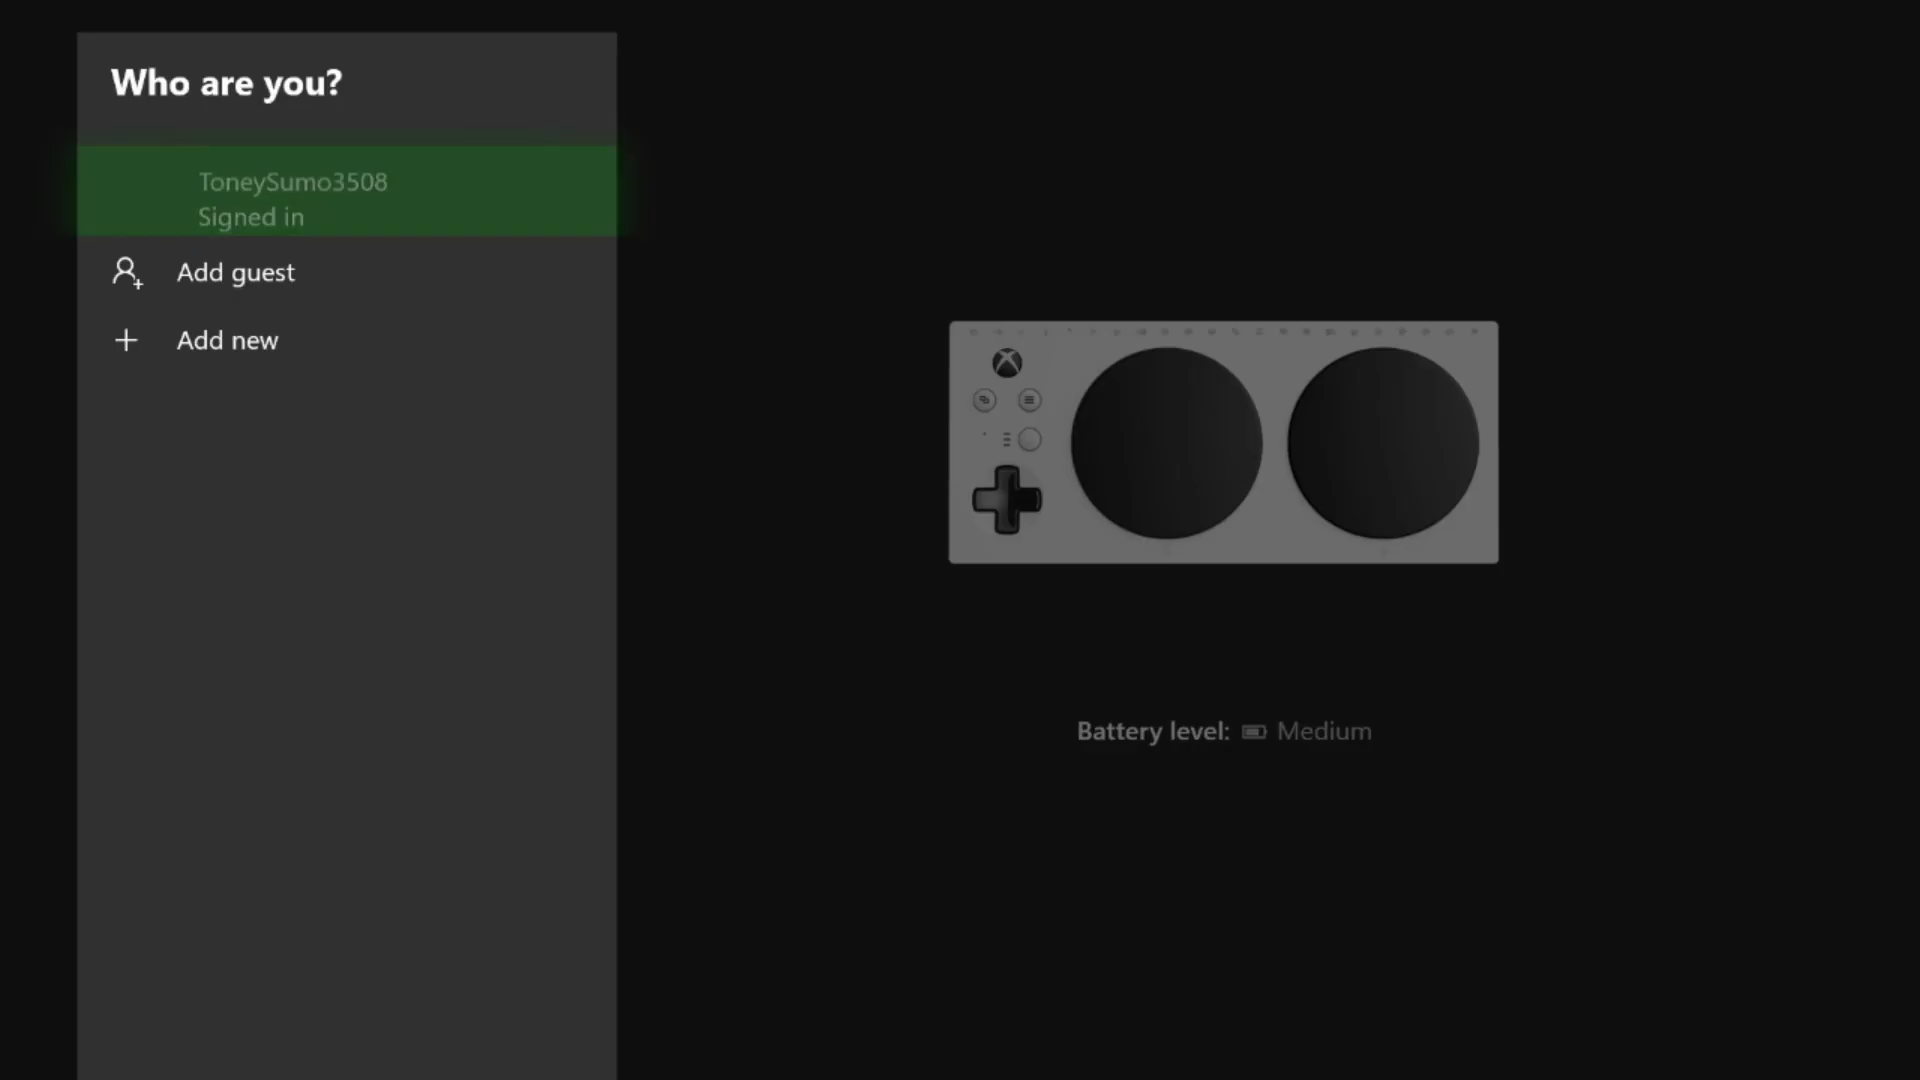 Who are you?
ToneySumo3508
Signed in
Add guest
Add new
Battery level: Medium